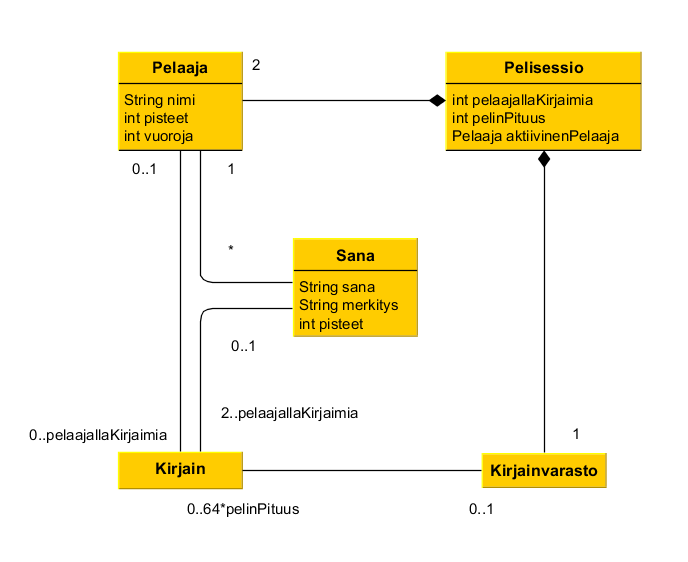 Pelaaja
2
Pelisessio
String nimi
int pisteet
int vuoroja
int pelaajallaKirjaimia
int pelinPituus
Pelaaja aktiivinenPelaaja
0..1
1
*
Sana
String sana
String merkitys
int pisteet
0..1
2..pelaajallaKirjaimia
0..pelaajallaKirjaimia
1
Kirjain
Kirjainvarasto
0..64*pelinPituus
0..1